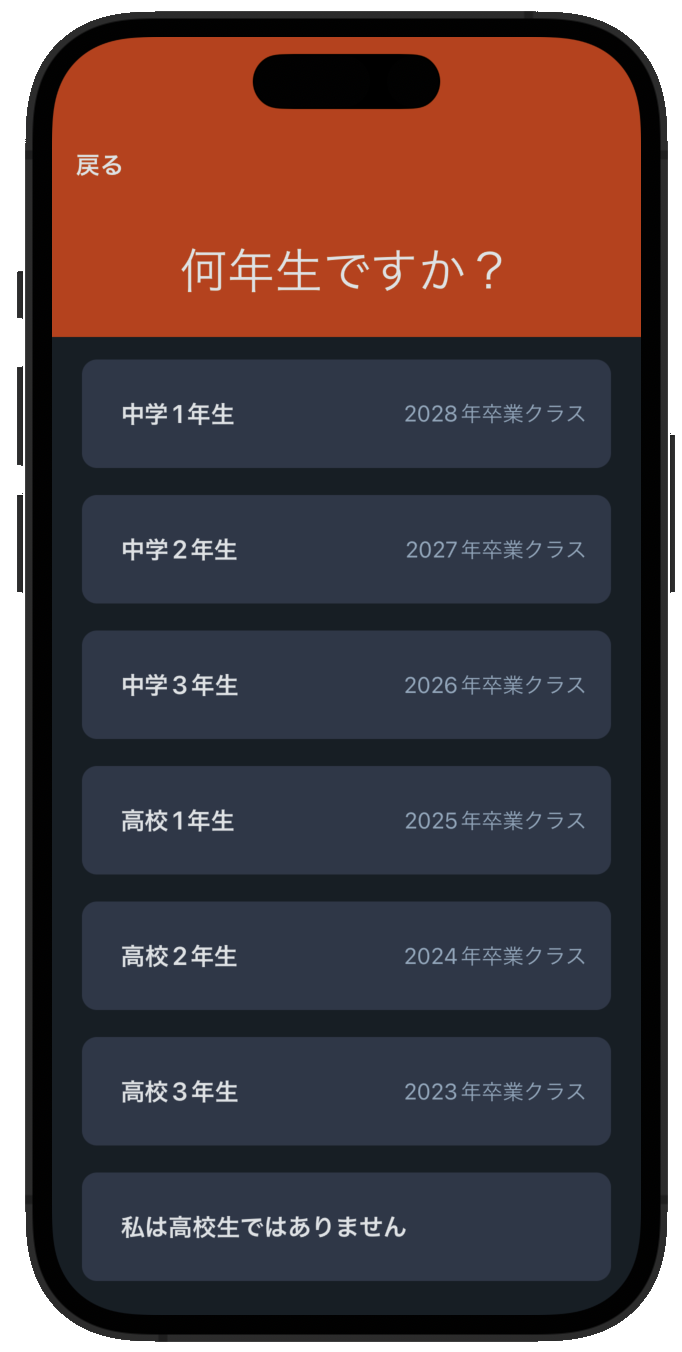 戻る
何年生ですか？
中学1年生 2028年卒業クラス
中学2年生 2027年卒業クラス
中学3年生 2026年卒業クラス
高校1年生 2025年卒業クラス
高校2年生 2024年卒業クラス
高校3年生 2023年卒業クラス
私は高校生ではありません